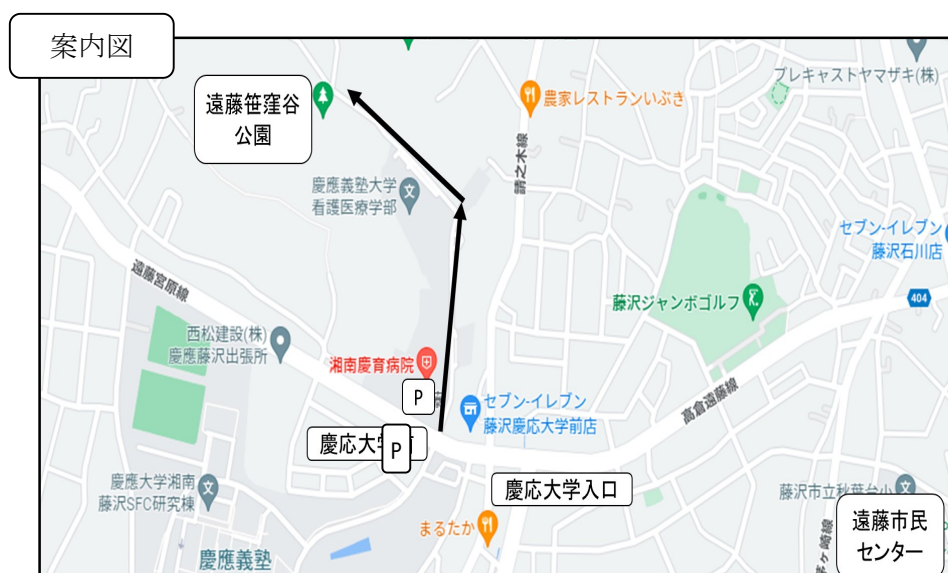 案内図
プレキャストヤマザキ(株)
遠藤笹窪谷
公園
農家レストランいぶき
請之木線
慶應義塾大学
看護医療学部
セブン-イレブン
藤沢石川店
遠藤宮原線
藤沢ジャンボゴルフ
404
西松建設(株)
慶應藤沢出張所
湘南慶育病院
P
セブン-イレブン
藤沢慶応大学前店
高倉遠藤線
慶応大学
P
慶応大学入口
慶應大学湘南
藤沢SFC研究棟
藤沢市立秋葉台小
まるたか
遠藤市民
センター
慶應義塾
ヶ崎線